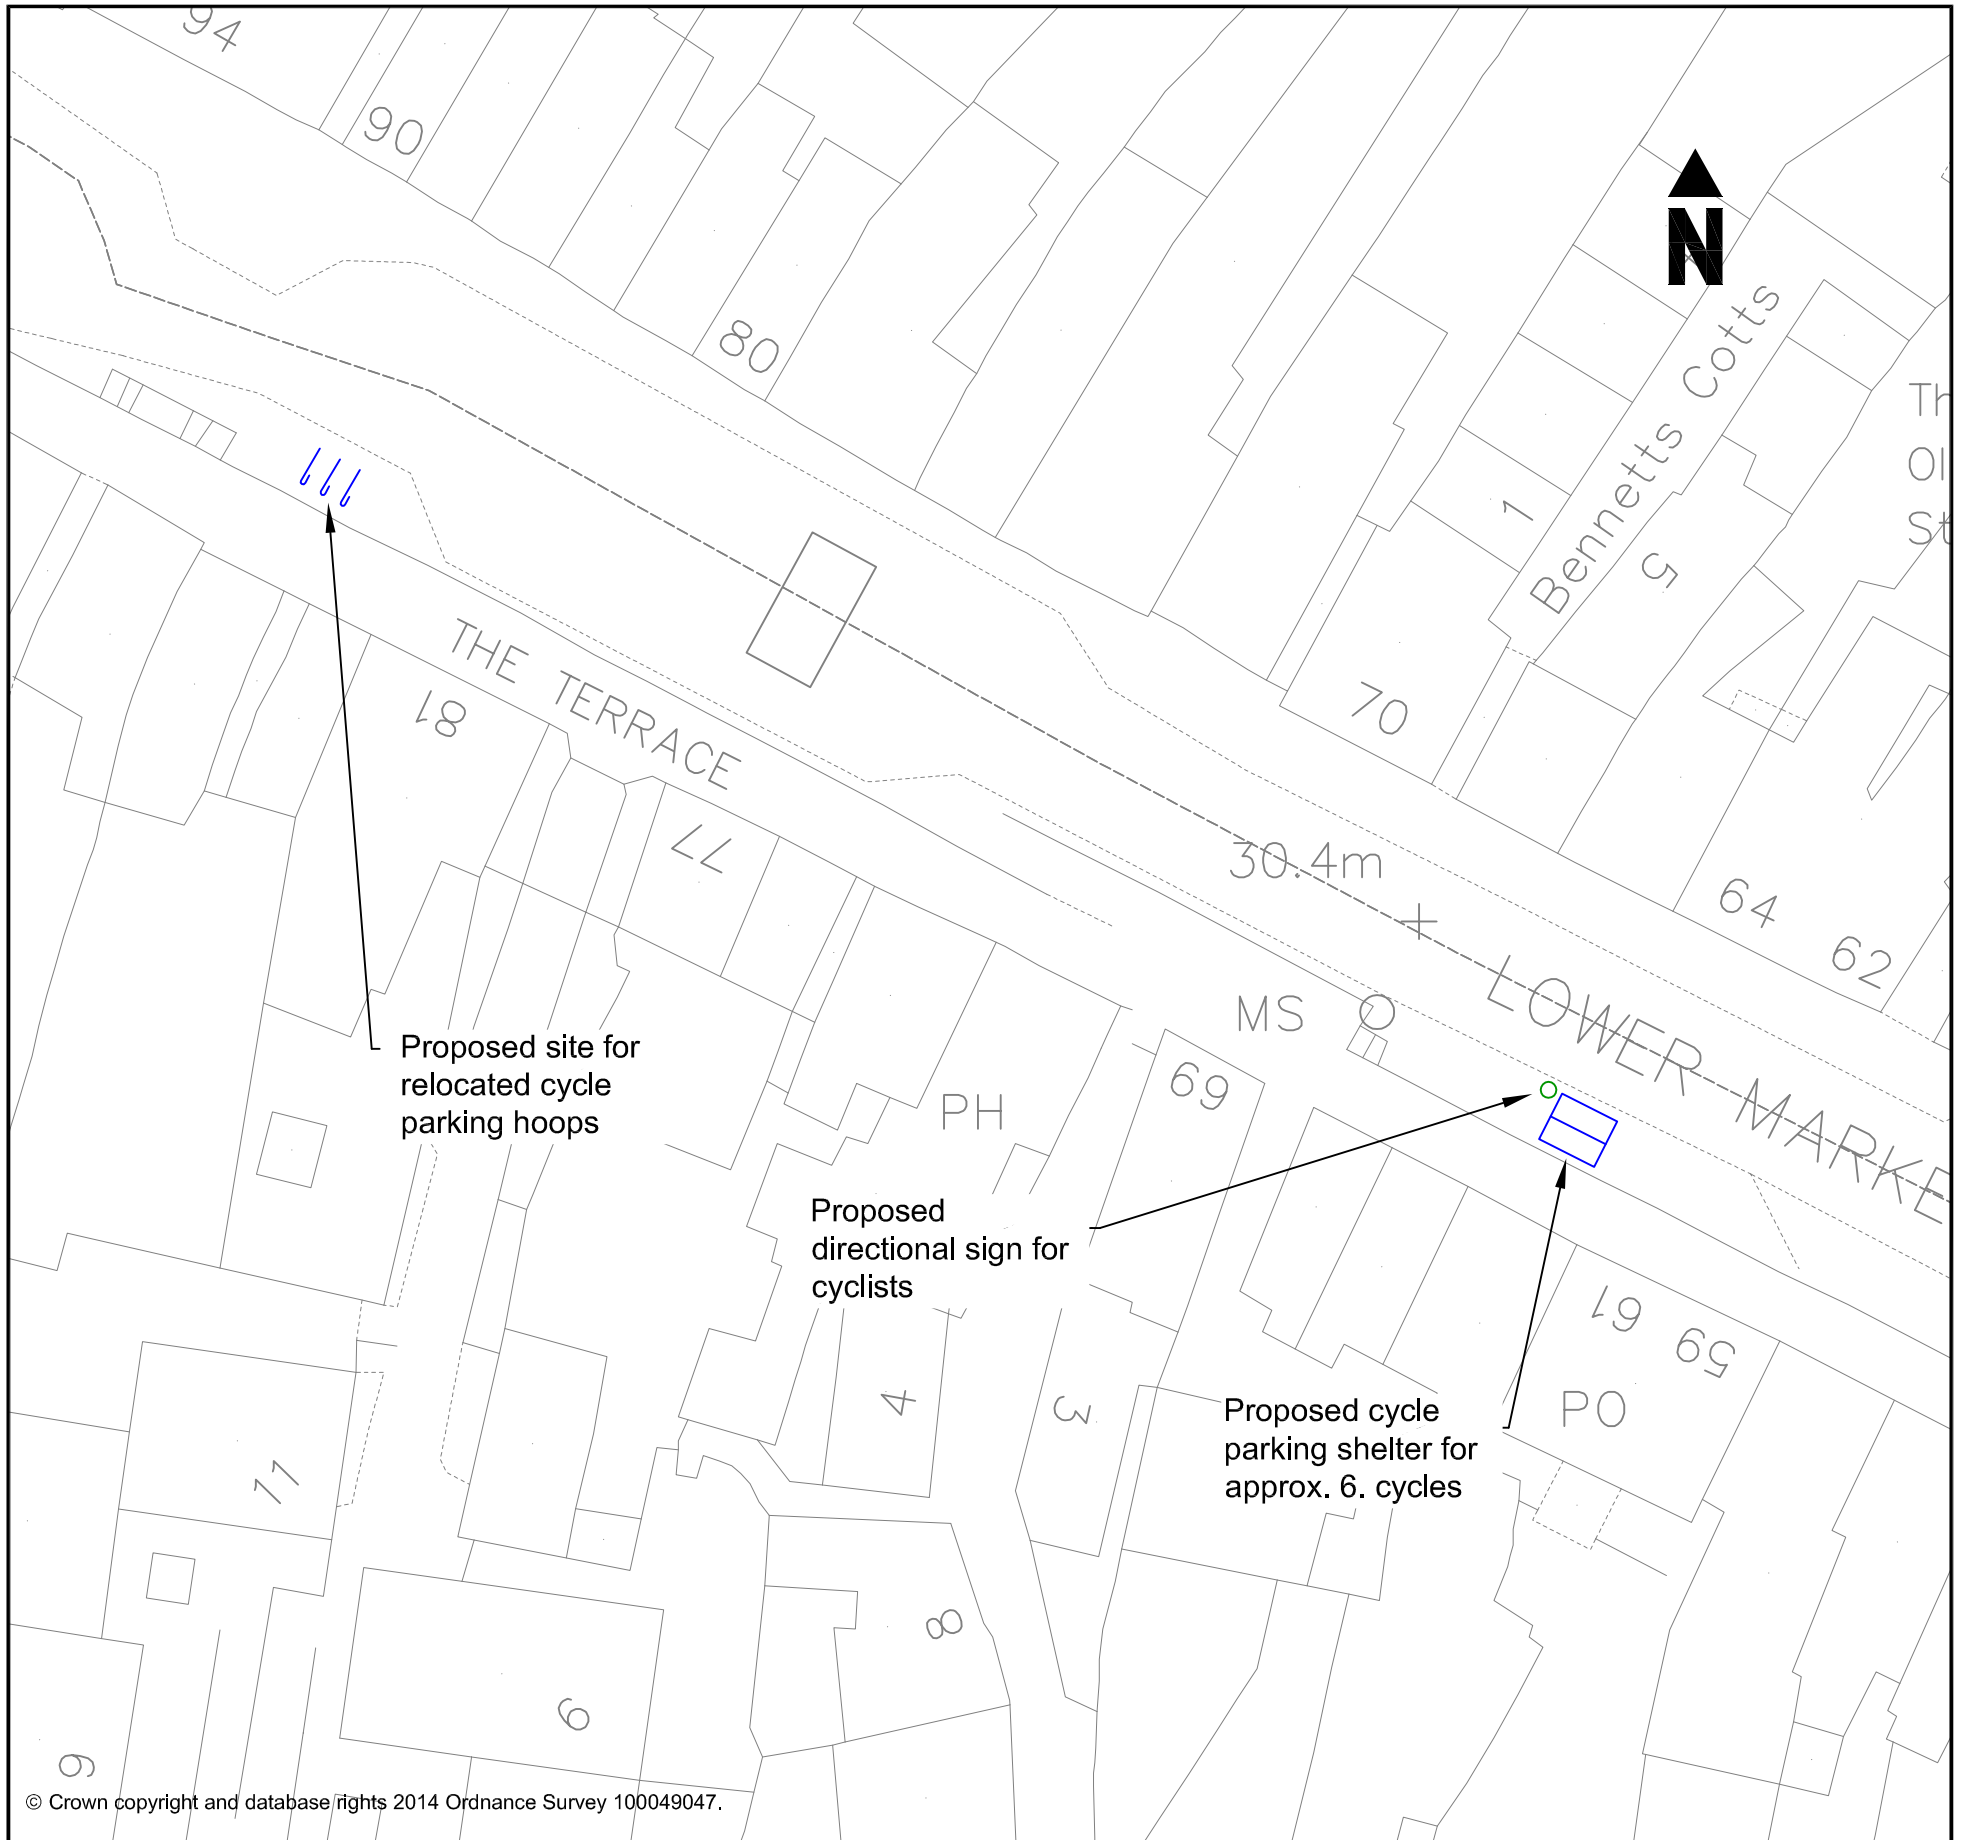 94
90
N
80
Bennetts Cotts
Th
Ol
St
1
5
THE TERRACE
81
70
77
30.4m
64
62
LOWER MARKE
MS
69
PH
Proposed site for
relocated cycle
parking hoops
Proposed
directional sign for
cyclists
61
59
PO
Proposed cycle
parking shelter for
approx. 6. cycles
4
3
11
8
6
© Crown copyright and database rights 2014 Ordnance Survey 100049047.